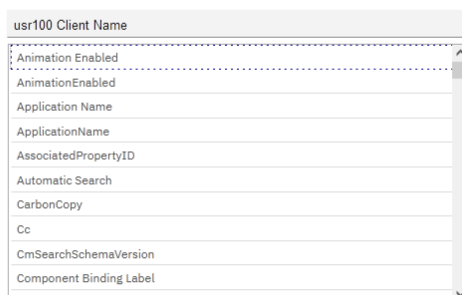 usr100 Client Name
Animation Enabled
AnimationEnabled
Application Name
ApplicationName
AssociatedPropertyID
Automatic Search
CarbonCopy
Cc
CmSearchSchemaVersion
Component Binding Label